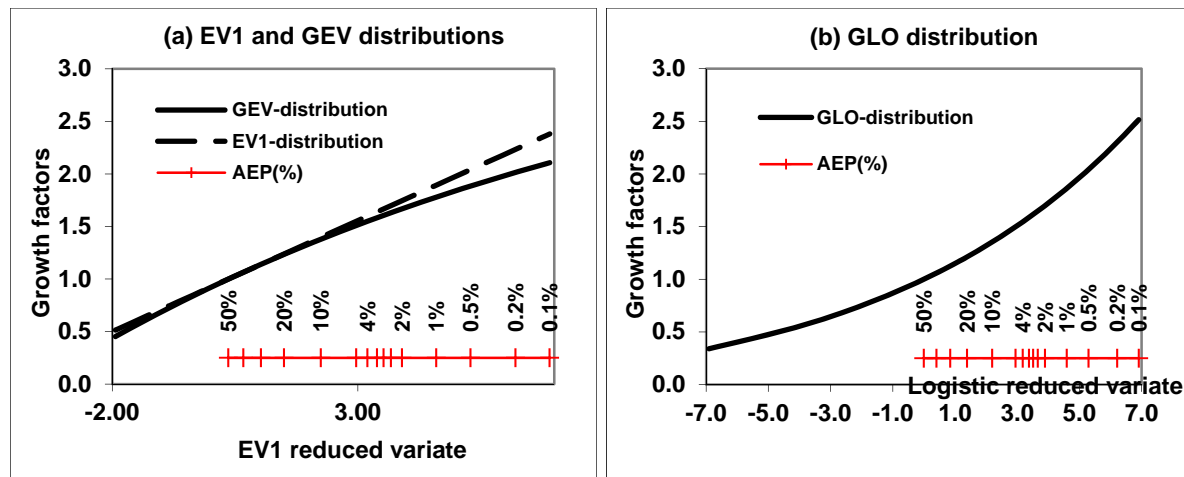 (a) EV1 and GEV distributions
3.0
2.5
2.0
1.5
1.0
0.5
0.0
Growth factors
GEV-distribution
EV1-distribution
AEP(%)
50% 20% 10% 4% 2% 1% 0.5% 0.2% 0.1%
-2.00 3.00
EV1 reduced variate
(b) GLO distribution
3.0
2.5
2.0
1.5
1.0
0.5
0.0
Growth factors
GLO-distribution
AEP(%)
50% 20% 10% 4% 2% 1% 0.5% 0.2% 0.1%
Logistic reduced variate
-7.0 -5.0 -3.0 -1.0 1.0 3.0 5.0 7.0